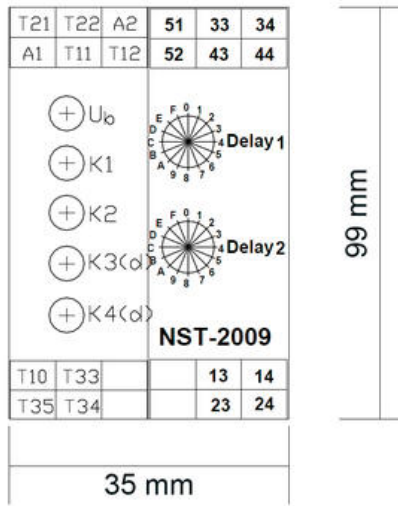 T21 T22 A2 51 33 34
A1 T11 T12 52 43 44
Ub
F 0 1 2 3 4 5 6 7 8 9 A B C D E
Delay 1
K1
K2
F 0 1 2 3 4 5 6 7 8 9 A B C D E
Delay 2
K3(d)
K4(d)
NST-2009
T10 T33 13 14
T35 T34 23 24
99 mm
35 mm